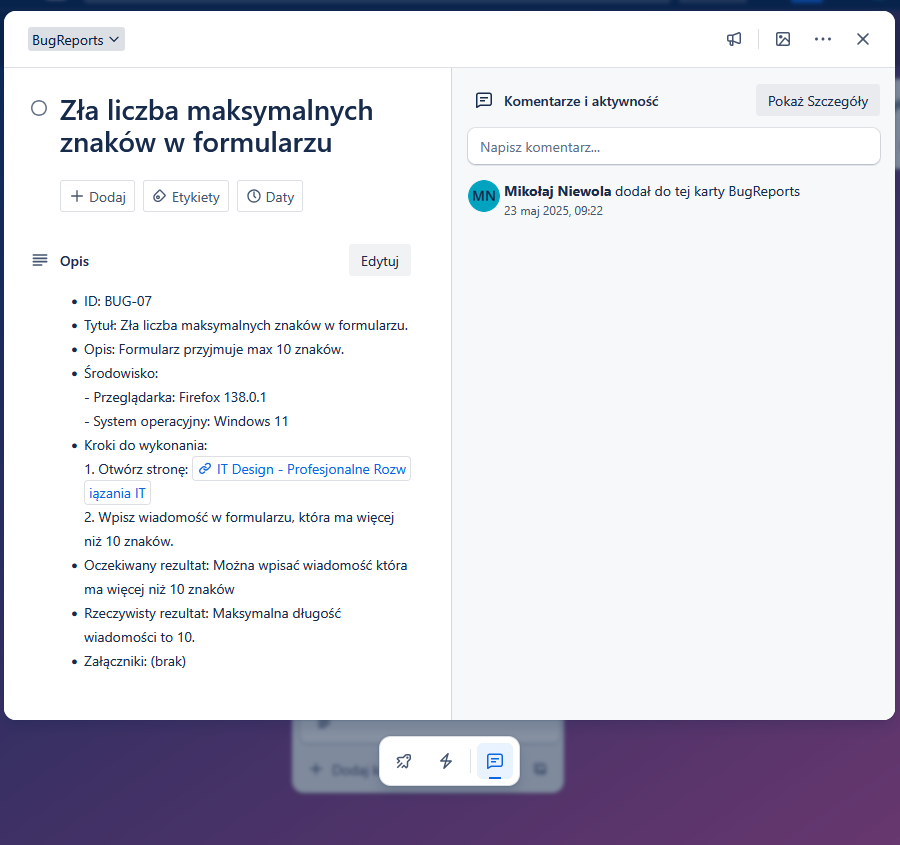 BugReports
Zła liczba maksymalnych
znaków w formularzu
Dodaj
Etykiety
Daty
Opis
Edytuj
• ID: BUG-07
• Tytuł: Zła liczba maksymalnych znaków w formularzu.
• Opis: Formularz przyjmuje max 10 znaków.
• Środowisko:
- Przeglądarka: Firefox 138.0.1
- System operacyjny: Windows 11
• Kroki do wykonania:
1. Otwórz stronę: IT Design - Profesjonalne Rozw
iązania IT
2. Wpisz wiadomość w formularzu, która ma więcej
niż 10 znaków.
• Oczekiwany rezultat: Można wpisać wiadomość która
ma więcej niż 10 znaków
• Rzeczywisty rezultat: Maksymalna długość
wiadomości to 10.
• Załączniki: (brak)
Komentarze i aktywność
Pokaż Szczegóły
Napisz komentarz...
MN
Mikołaj Niewola dodał do tej karty BugReports
23 maj 2025, 09:22
Dodaj